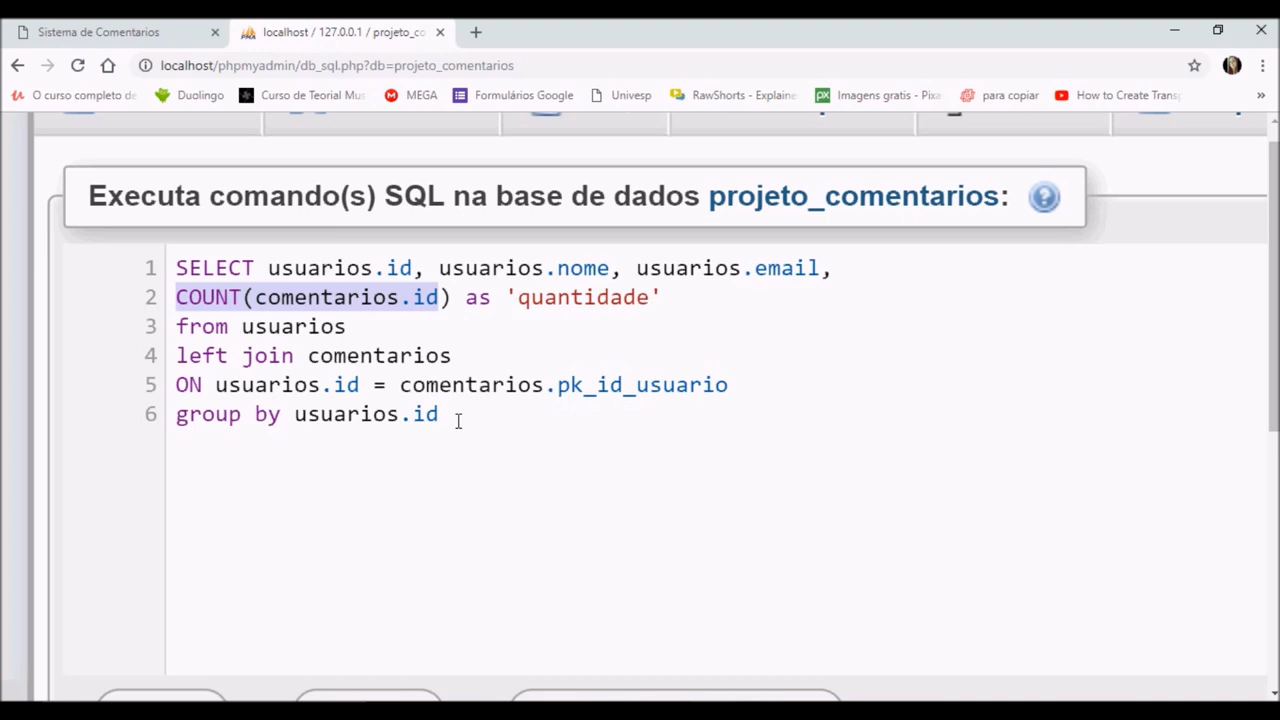 Sistema de Comentarios
localhost / 127.0.0.1 / projeto_co
localhost/phpmyadmin/db_sql.php?db=projeto_comentarios
O curso completo de
Duolingo
Curso de Teorial Mus
MEGA
Formulários Google
Univesp
RawShorts - Explaine
Imagens gratis - Pixa
para copiar
How to Create Transp
»
Executa comando(s) SQL na base de dados projeto_comentarios:
1 SELECT usuarios.id, usuarios.nome, usuarios.email,
2 COUNT(comentarios.id) as 'quantidade'
3 from usuarios
4 left join comentarios
5 ON usuarios.id = comentarios.pk_id_usuario
6 group by usuarios.id